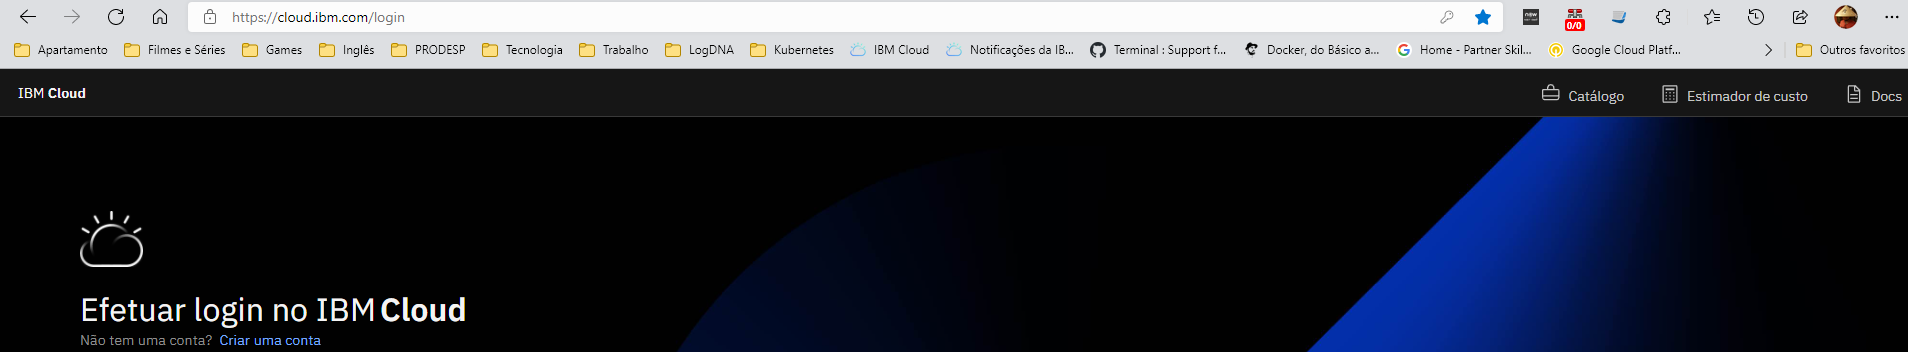 https://cloud.ibm.com/login
0/0
Apartamento Filmes e Séries Games Inglês PRODESP Tecnologia Trabalho LogDNA Kubernetes IBM Cloud Notificações da IB... Terminal : Support f... Docker, do Básico a... Home - Partner Skil... Google Cloud Platf... Outros favoritos
IBM Cloud Catálogo Estimador de custo Docs
Efetuar login no IBM Cloud
Não tem uma conta? Criar uma conta